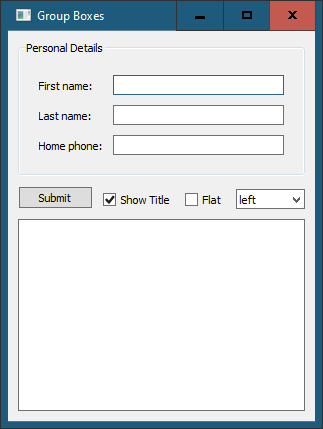 Group Boxes
Personal Details
First name:
Last name:
Home phone:
Submit Show Title Flat left